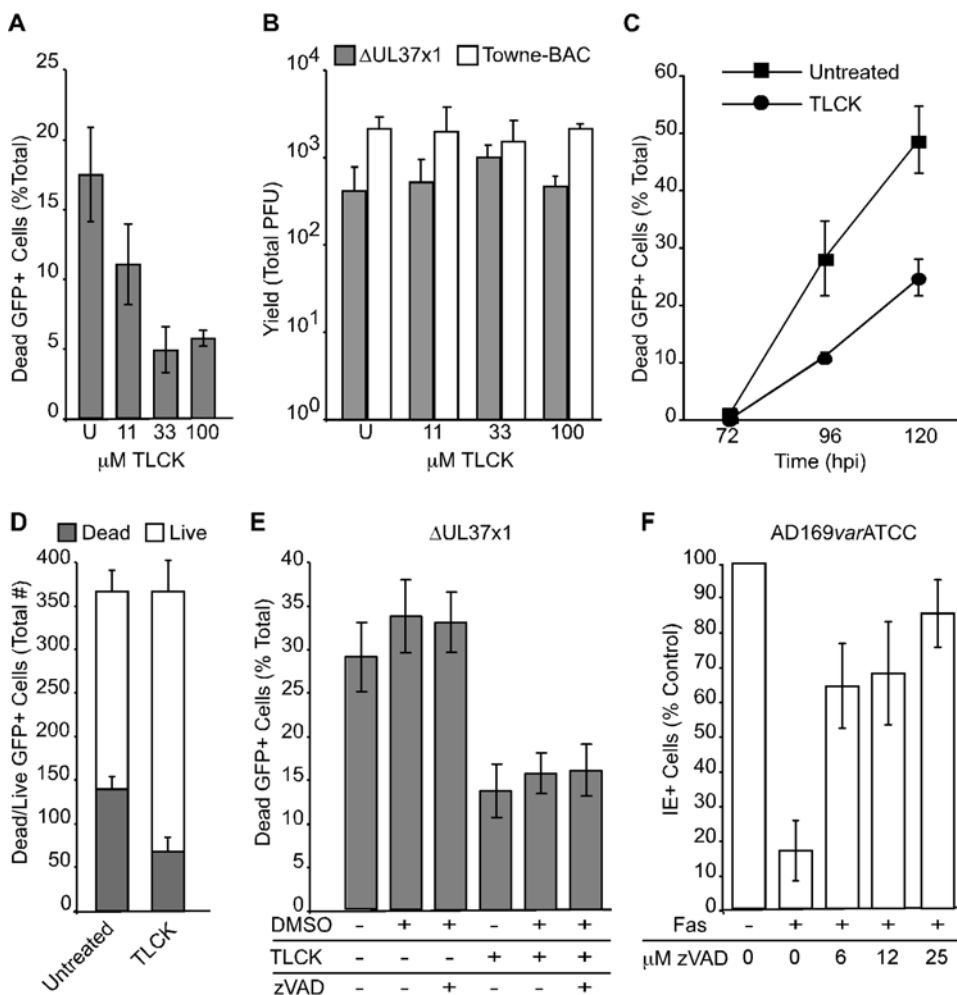 A
Dead GFP+ Cells (%Total)
25
20
15
10
5
0
U 11 33 100
μM TLCK
B
ΔUL37x1 Towne-BAC
Yield (Total PFU)
10⁴
10³
10²
10¹
10⁰
U 11 33 100
μM TLCK
C
Untreated
TLCK
Dead GFP+ Cells (% Total)
60
50
40
30
20
10
0
72 96 120
Time (hpi)
D
Dead Live
Dead/Live GFP+ Cells (Total #)
400
350
300
250
200
150
100
50
0
Untreated
TLCK
E
ΔUL37x1
Dead GFP+ Cells (% Total)
40
35
30
25
20
15
10
5
0
DMSO - + + - + +
TLCK - - - + + +
zVAD - - + - - +
F
AD169varATCC
IE+ Cells (% Control)
100
90
80
70
60
50
40
30
20
10
0
Fas - + + + +
μM zVAD 0 0 6 12 25